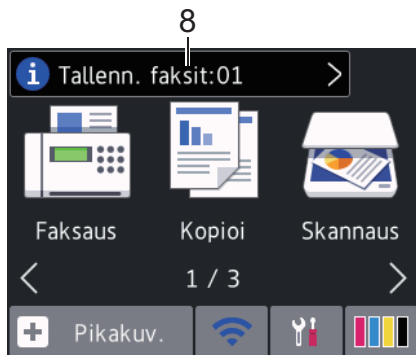 8
i Tallenn. faksit:01 >
Faksaus Kopioi Skannaus
< 1 / 3 >
+ Pikakuv.